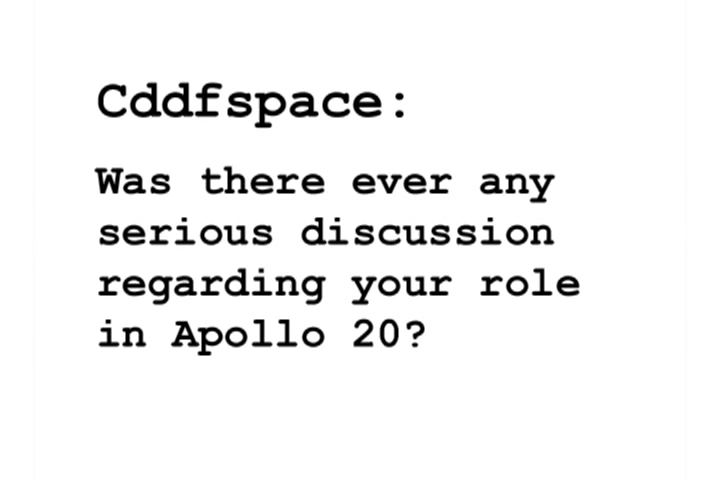 Cddfspace:
Was there ever any
serious discussion
regarding your role
in Apollo 20?